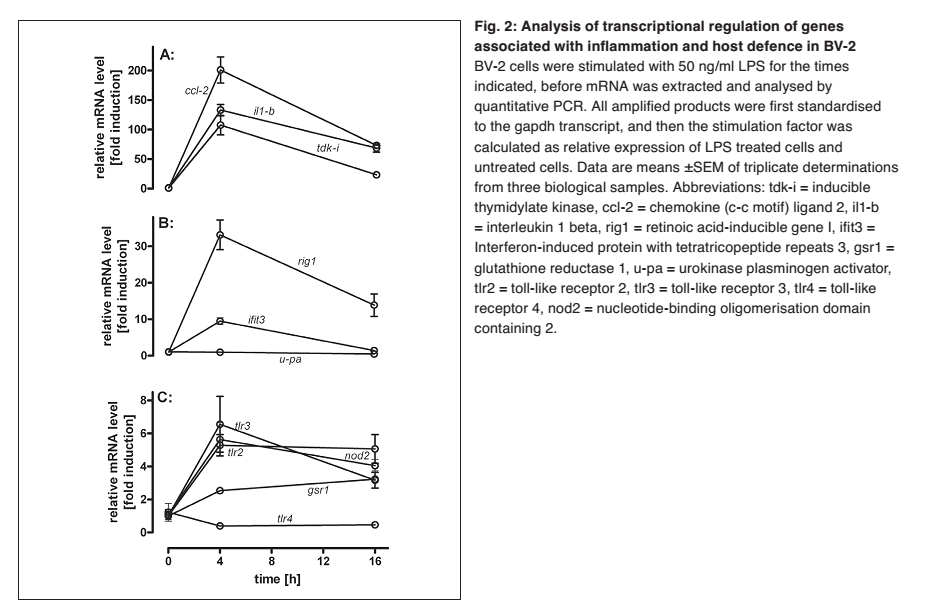 A:
relative mRNA level
[fold induction]
200
150
100
50
0
ccl-2
il1-b
tdk-i
B:
relative mRNA level
[fold induction]
30
20
10
0
rig1
ifit3
u-pa
C:
relative mRNA level
[fold induction]
8
6
4
2
0
tlr3
tlr2
nod2
gsr1
tlr4
0 4 8 12 16
time [h]
Fig. 2: Analysis of transcriptional regulation of genes
associated with inflammation and host defence in BV-2
BV-2 cells were stimulated with 50 ng/ml LPS for the times
indicated, before mRNA was extracted and analysed by
quantitative PCR. All amplified products were first standardised
to the gapdh transcript, and then the stimulation factor was
calculated as relative expression of LPS treated cells and
untreated cells. Data are means ±SEM of triplicate determinations
from three biological samples. Abbreviations: tdk-i = inducible
thymidylate kinase, ccl-2 = chemokine (c-c motif) ligand 2, il1-b
= interleukin 1 beta, rig1 = retinoic acid-inducible gene I, ifit3 =
Interferon-induced protein with tetratricopeptide repeats 3, gsr1 =
glutathione reductase 1, u-pa = urokinase plasminogen activator,
tlr2 = toll-like receptor 2, tlr3 = toll-like receptor 3, tlr4 = toll-like
receptor 4, nod2 = nucleotide-binding oligomerisation domain
containing 2.